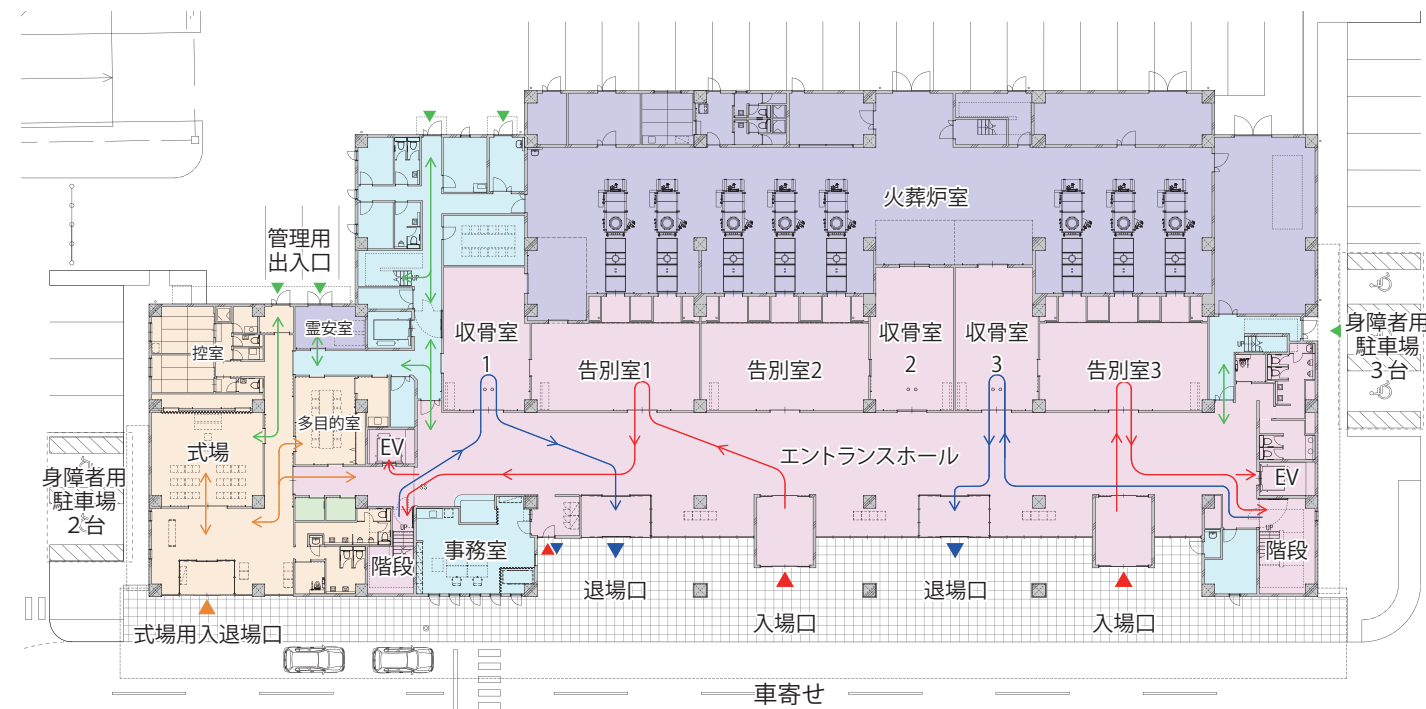 火葬炉室
管理用
出入口
霊安室
控室
収骨室
1
告別室1
告別室2
収骨室
2
収骨室
3
告別室3
身障者用
駐車場
3台
多目的室
式場
EV
エントランスホール
EV
身障者用
駐車場
2台
階段
事務室
階段
退場口
入場口
退場口
入場口
式場用入退場口
車寄せ